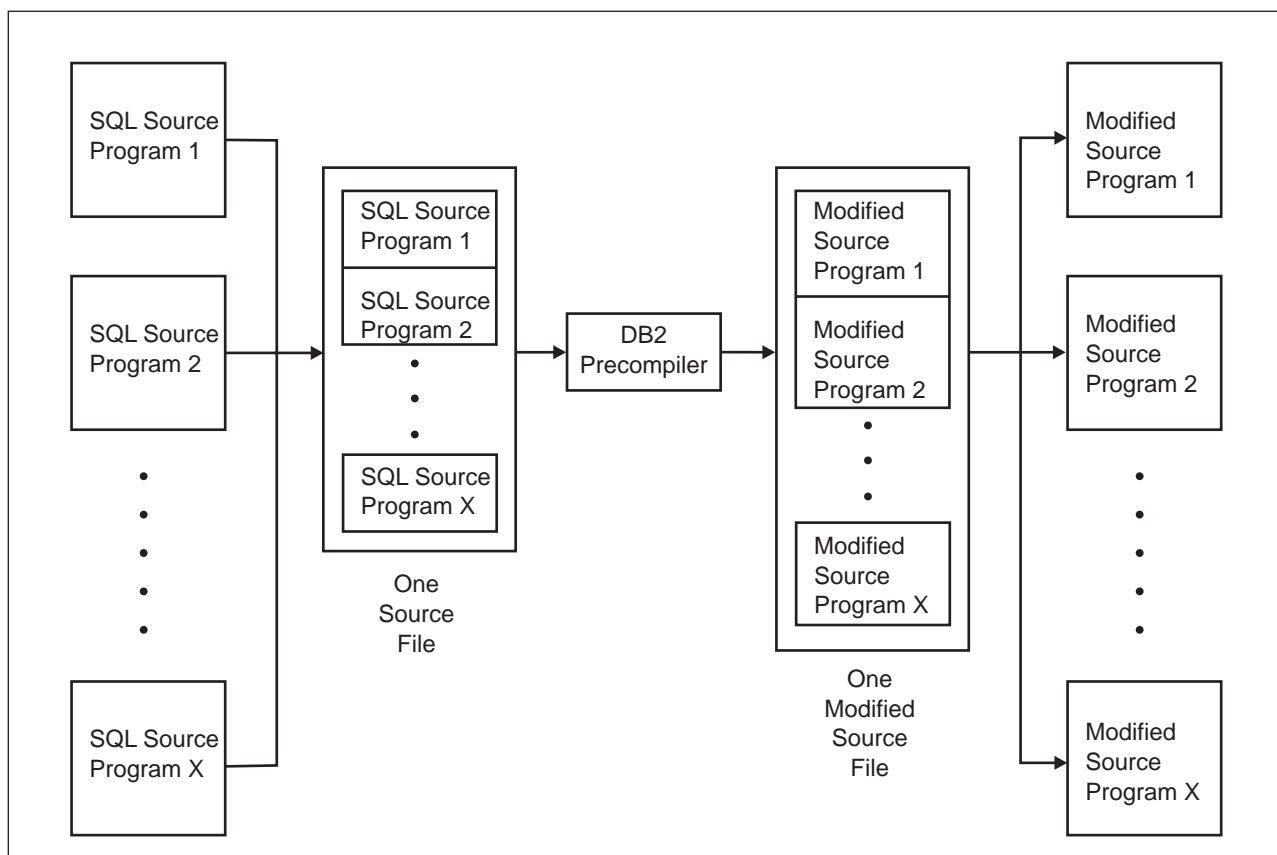 SQL Source
Program 1
SQL Source
Program 2
SQL Source
Program X
SQL Source
Program 1
SQL Source
Program 2
SQL Source
Program X
One
Source
File
DB2
Precompiler
Modified
Source
Program 1
Modified
Source
Program 2
Modified
Source
Program X
One
Modified
Source
File
Modified
Source
Program 1
Modified
Source
Program 2
Modified
Source
Program X